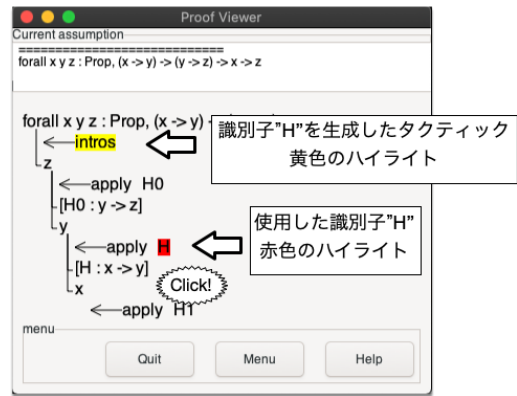 Proof Viewer
Current assumption
============================
forall x y z : Prop, (x -> y) -> (y -> z) -> x -> z
forall x y z : Prop, (x -> y) -
識別子"H"を生成したタクティック
黄色のハイライト
intros
z
apply H0
[H0 : y -> z]
y
使用した識別子"H"
赤色のハイライト
apply H
[H : x -> y]
x
Click!
apply H1
menu
Quit
Menu
Help